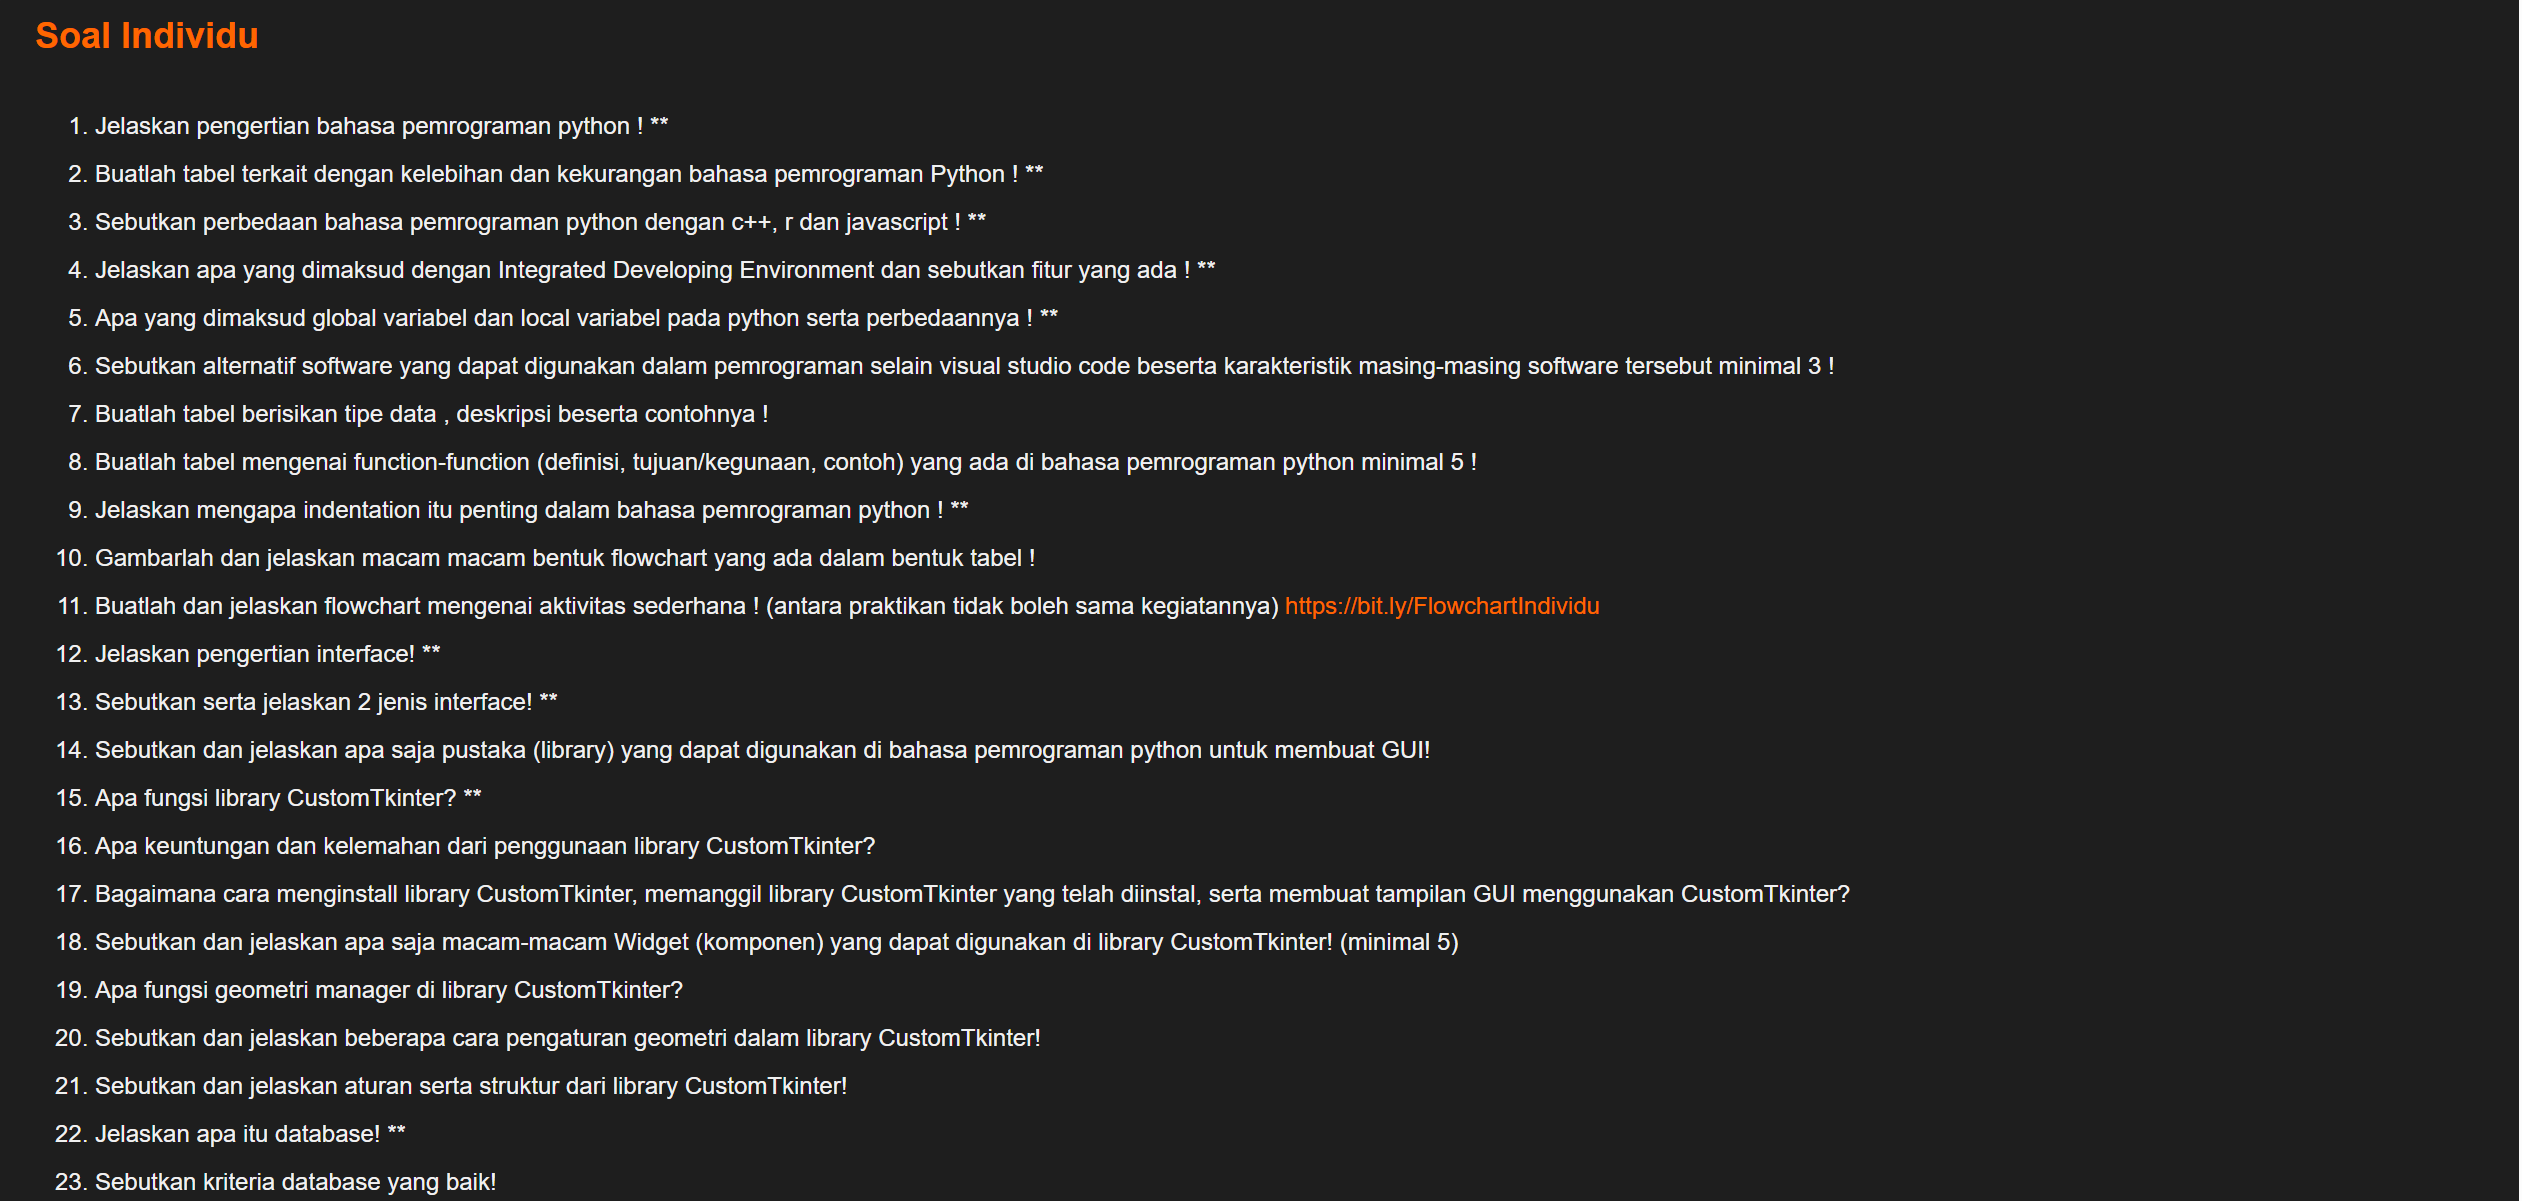 Soal Individu
1. Jelaskan pengertian bahasa pemrograman python ! **
2. Buatlah tabel terkait dengan kelebihan dan kekurangan bahasa pemrograman Python ! **
3. Sebutkan perbedaan bahasa pemrograman python dengan c++, r dan javascript ! **
4. Jelaskan apa yang dimaksud dengan Integrated Developing Environment dan sebutkan fitur yang ada ! **
5. Apa yang dimaksud global variabel dan local variabel pada python serta perbedaannya ! **
6. Sebutkan alternatif software yang dapat digunakan dalam pemrograman selain visual studio code beserta karakteristik masing-masing software tersebut minimal 3 !
7. Buatlah tabel berisikan tipe data , deskripsi beserta contohnya !
8. Buatlah tabel mengenai function-function (definisi, tujuan/kegunaan, contoh) yang ada di bahasa pemrograman python minimal 5 !
9. Jelaskan mengapa indentation itu penting dalam bahasa pemrograman python ! **
10. Gambarlah dan jelaskan macam macam bentuk flowchart yang ada dalam bentuk tabel !
11. Buatlah dan jelaskan flowchart mengenai aktivitas sederhana ! (antara praktikan tidak boleh sama kegiatannya) https://bit.ly/FlowchartIndividu
12. Jelaskan pengertian interface! **
13. Sebutkan serta jelaskan 2 jenis interface! **
14. Sebutkan dan jelaskan apa saja pustaka (library) yang dapat digunakan di bahasa pemrograman python untuk membuat GUI!
15. Apa fungsi library CustomTkinter? **
16. Apa keuntungan dan kelemahan dari penggunaan library CustomTkinter?
17. Bagaimana cara menginstall library CustomTkinter, memanggil library CustomTkinter yang telah diinstal, serta membuat tampilan GUI menggunakan CustomTkinter?
18. Sebutkan dan jelaskan apa saja macam-macam Widget (komponen) yang dapat digunakan di library CustomTkinter! (minimal 5)
19. Apa fungsi geometri manager di library CustomTkinter?
20. Sebutkan dan jelaskan beberapa cara pengaturan geometri dalam library CustomTkinter!
21. Sebutkan dan jelaskan aturan serta struktur dari library CustomTkinter!
22. Jelaskan apa itu database! **
23. Sebutkan kriteria database yang baik!